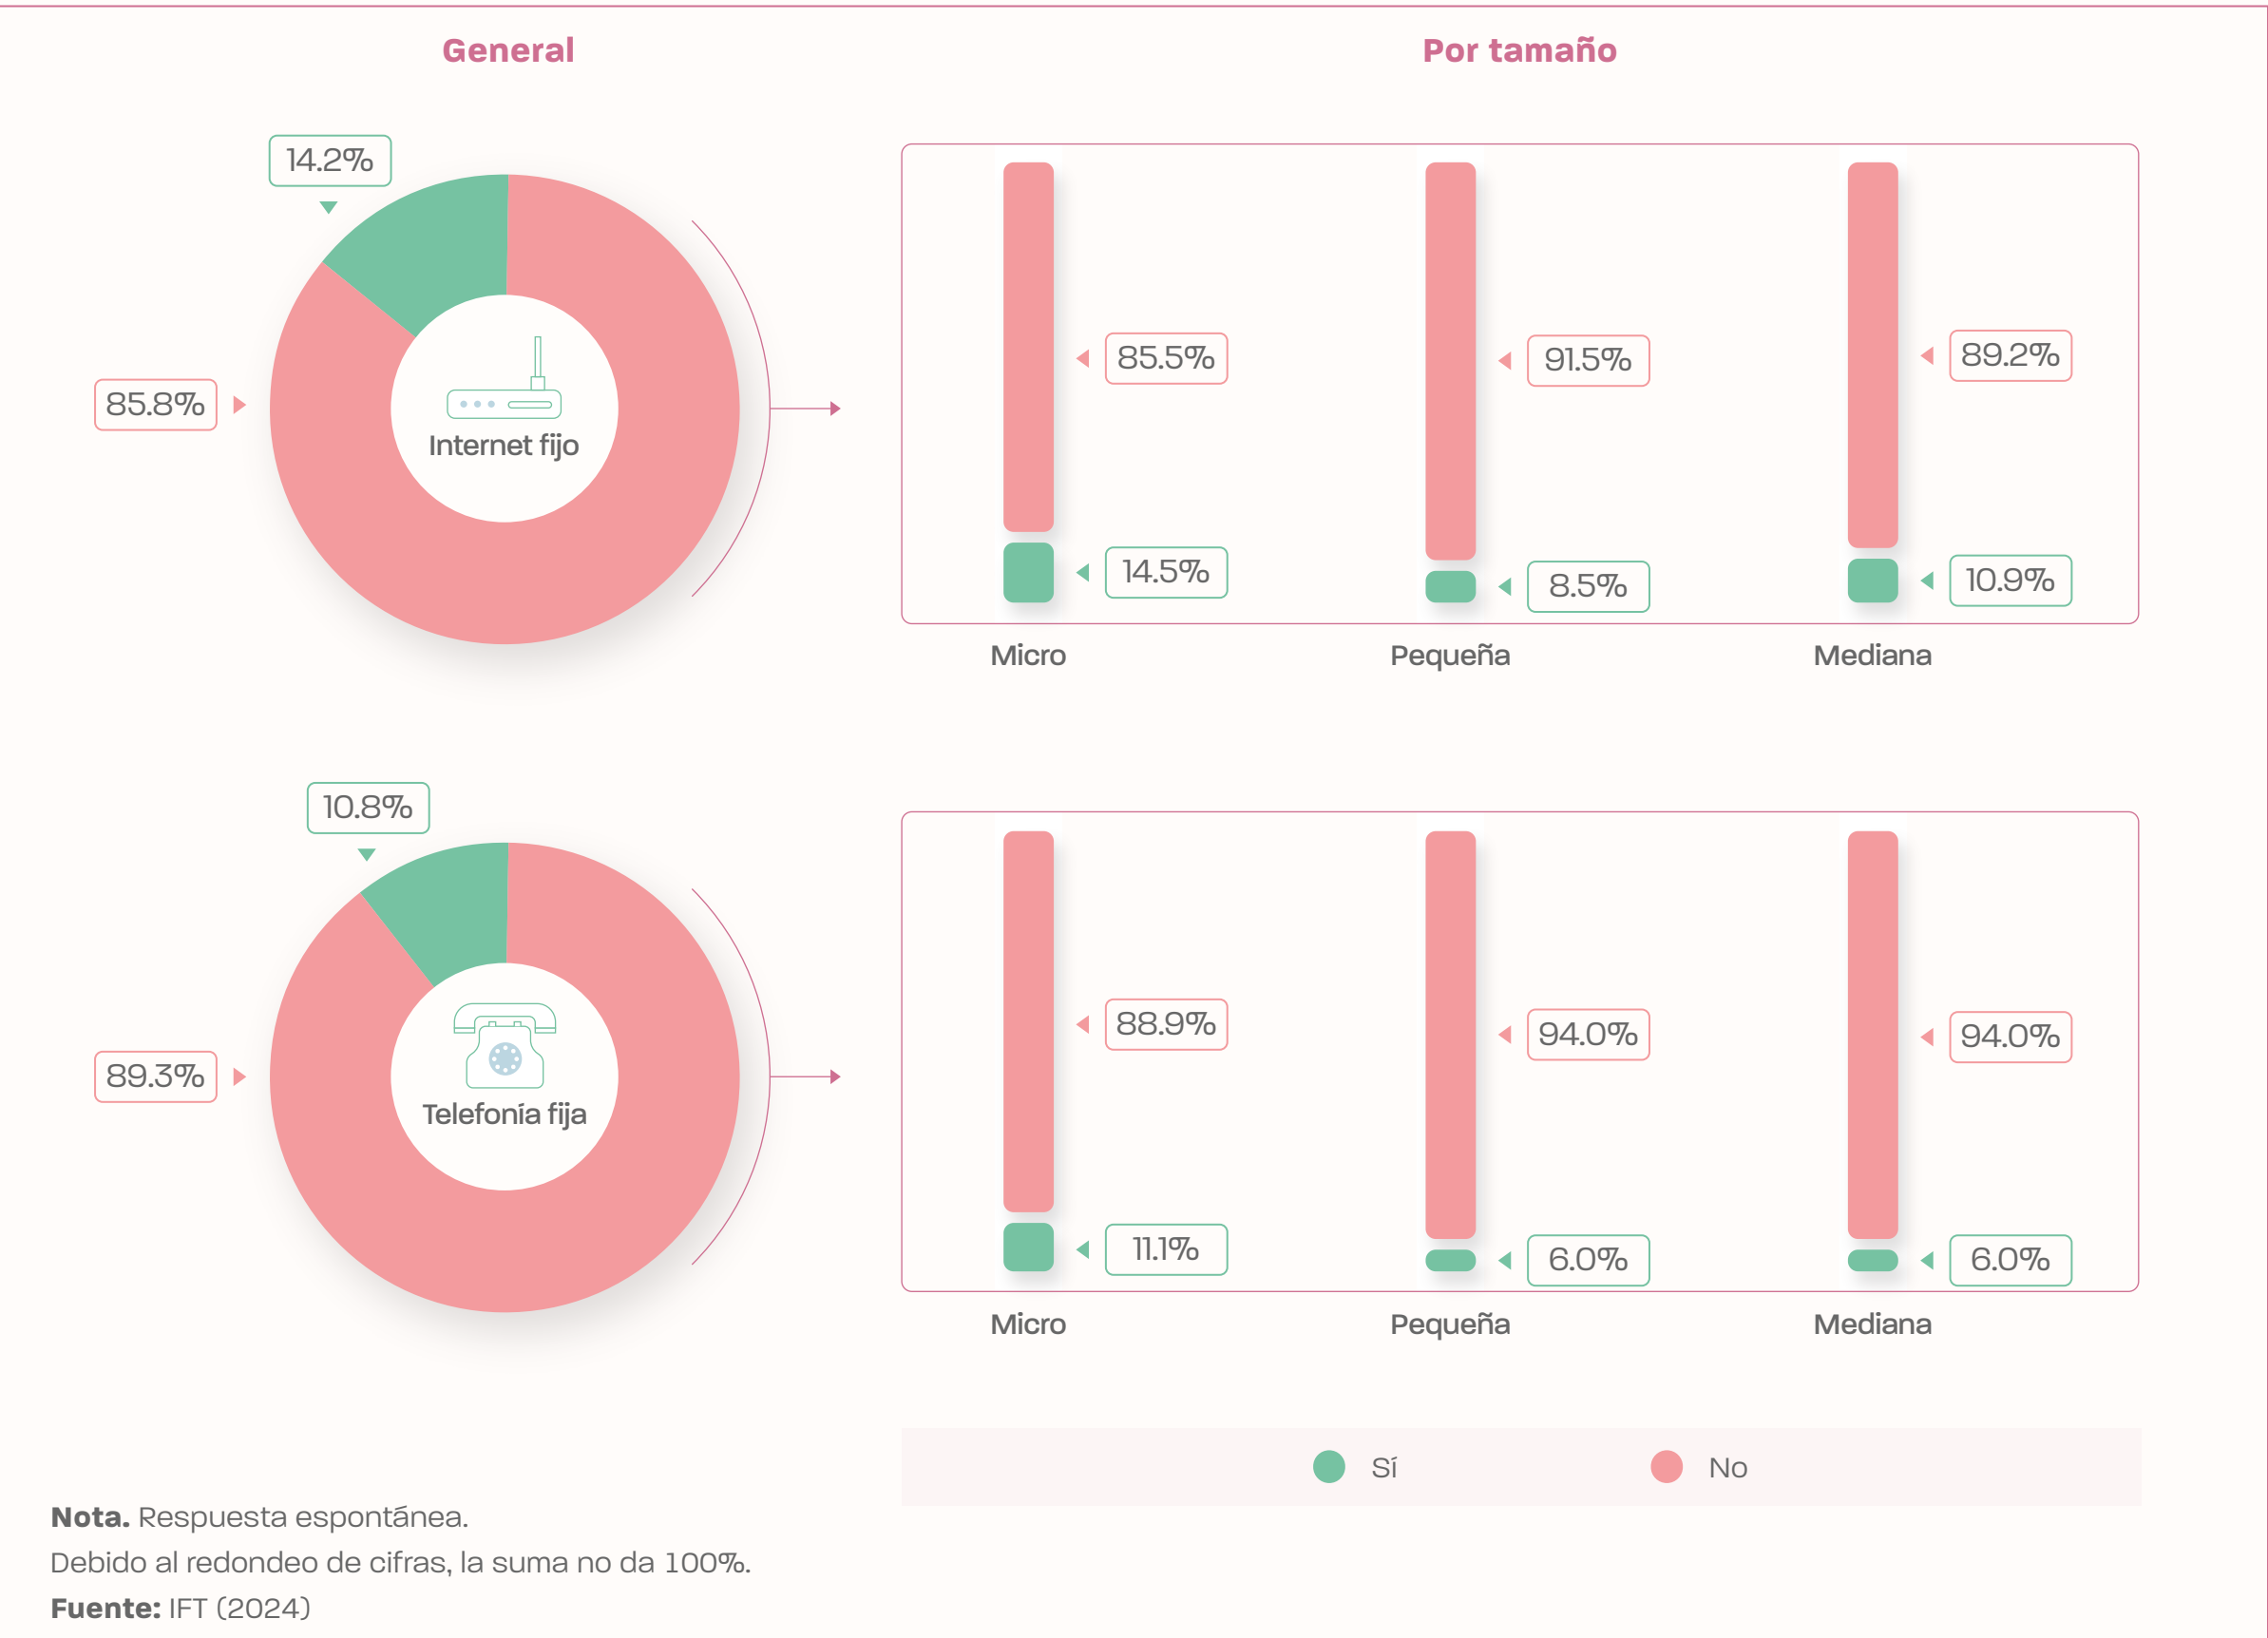 General
Por tamaño
14.2%
85.8%
Internet fijo
85.5%
91.5%
89.2%
14.5%
8.5%
10.9%
Micro
Pequeña
Mediana
10.8%
89.3%
Telefonía fija
88.9%
94.0%
94.0%
11.1%
6.0%
6.0%
Micro
Pequeña
Mediana
Sí
No
Nota. Respuesta espontánea.
Debido al redondeo de cifras, la suma no da 100%.
Fuente: IFT (2024)